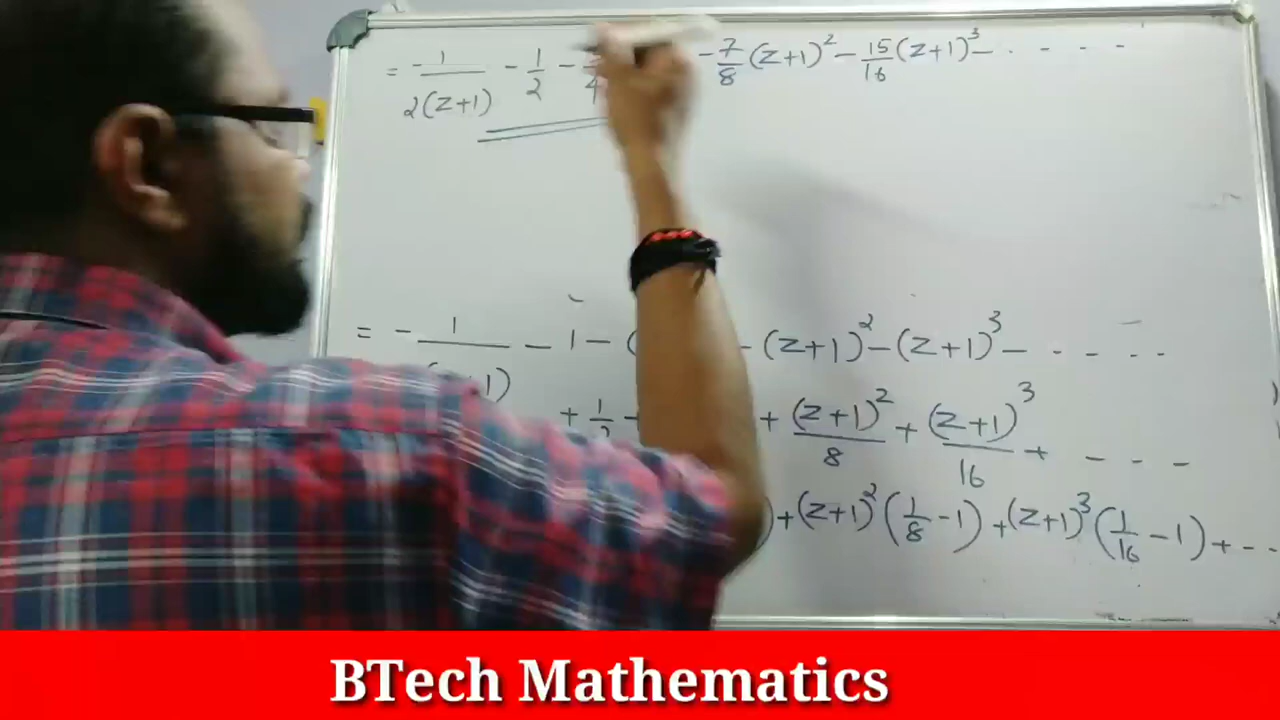 = -1/2(z+1) - 1/2 - /4 - 7/8 (z+1)^2 - 15/16 (z+1)^3 - . - - - -
= - 1/( +1) - 1 - ( - (z+1)^2 - (z+1)^3 - - - - -
+ 1/2 + + (z+1)^2/8 + (z+1)^3/16 + - - -
) + (z+1)^2 (1/8 - 1) + (z+1)^3 (1/16 - 1) + - - -
BTech Mathematics